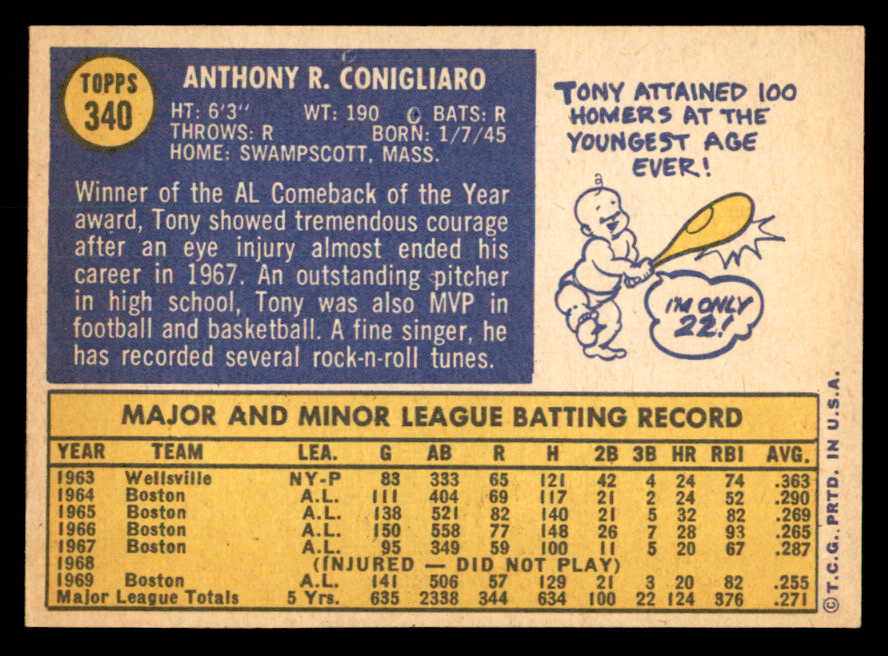 TOPPS
340
ANTHONY R. CONIGLIARO
HT: 6'3" WT: 190 BATS: R
THROWS: R BORN: 1/7/45
HOME: SWAMPSCOTT, MASS.
Winner of the AL Comeback of the Year
award, Tony showed tremendous courage
after an eye injury almost ended his
career in 1967. An outstanding pitcher
in high school, Tony was also MVP in
football and basketball. A fine singer, he
has recorded several rock-n-roll tunes.
TONY ATTAINED 100
HOMERS AT THE
YOUNGEST AGE
EVER!
I'M ONLY
22!
MAJOR AND MINOR LEAGUE BATTING RECORD
YEAR TEAM LEA. G AB R H 2B 3B HR RBI AVG.
1963 Wellsville NY-P 83 333 65 121 42 4 24 74 .363
1964 Boston A.L. 111 404 69 117 21 2 24 52 .290
1965 Boston A.L. 138 521 82 140 21 5 32 82 .269
1966 Boston A.L. 150 558 77 148 26 7 28 93 .265
1967 Boston A.L. 95 349 59 100 11 5 20 67 .287
1968 (INJURED — DID NOT PLAY)
1969 Boston A.L. 141 506 57 129 21 3 20 82 .255
Major League Totals 5 Yrs. 635 2338 344 634 100 22 124 376 .271
© T.C.G. PRTD. IN U.S.A.